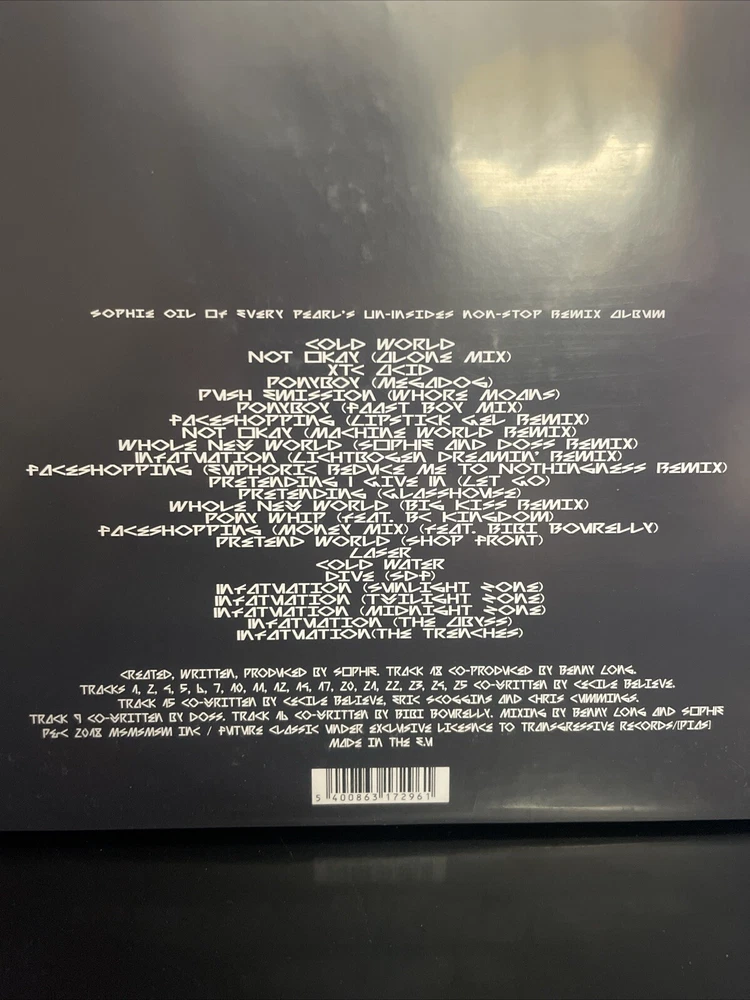 SOPHIE OIL OF EVERY PEARL'S UN-INSIDES NON-STOP REMIX ALBUM
COLD WORLD
NOT OKAY (ALONE MIX)
XTC ACID
PONYBOY (MEGADOG)
PUSH EMISSION (WHORE MOANS)
PONYBOY (FAAST BOY MIX)
FACESHOPPING (LIPSTICK GEL REMIX)
NOT OKAY (MACHINE WORLD REMIX)
WHOLE NEW WORLD (SOPHIE AND DOSS REMIX)
INFATUATION (LIGHTBOGEN DREAMIN' REMIX)
FACESHOPPING (EUPHORIC REDUCE ME TO NOTHINGNESS REMIX)
PRETENDING I GIVE IN (LET GO)
PRETENDING (GLASSHOUSE)
WHOLE NEW WORLD (BIG KISS REMIX)
PONY WHIP (FEAT. BC KINGDOM)
FACESHOPPING (MONEY MIX) (FEAT. BIBI BOURELLY)
PRETEND WORLD (SHOP FRONT)
LASER
COLD WATER
DIVE (SDP)
INFATUATION (SUNLIGHT ZONE)
INFATUATION (TWILIGHT ZONE)
INFATUATION (MIDNIGHT ZONE)
INFATUATION (THE ABYSS)
INFATUATION(THE TRENCHES)
CREATED, WRITTEN, PRODUCED BY SOPHIE. TRACK 18 CO-PRODUCED BY BENNY LONG.
TRACKS 1, 2, 4, 5, 6, 7, 10, 11, 12, 14, 17, 20, 21, 22, 23, 24, 25 CO-WRITTEN BY CECILE BELIEVE.
TRACK 15 CO-WRITTEN BY CECILE BELIEVE, ERIC SCOGGINS AND CHRIS CUMMINGS.
TRACK 9 CO-WRITTEN BY DOSS. TRACK 16 CO-WRITTEN BY BIBI BOURELLY. MIXING BY BENNY LONG AND SOPHIE
P&C 2018 MSMSMSM INC / FUTURE CLASSIC UNDER EXCLUSIVE LICENCE TO TRANSGRESSIVE RECORDS/[PIAS]
MADE IN THE E.U
5 400863 172961